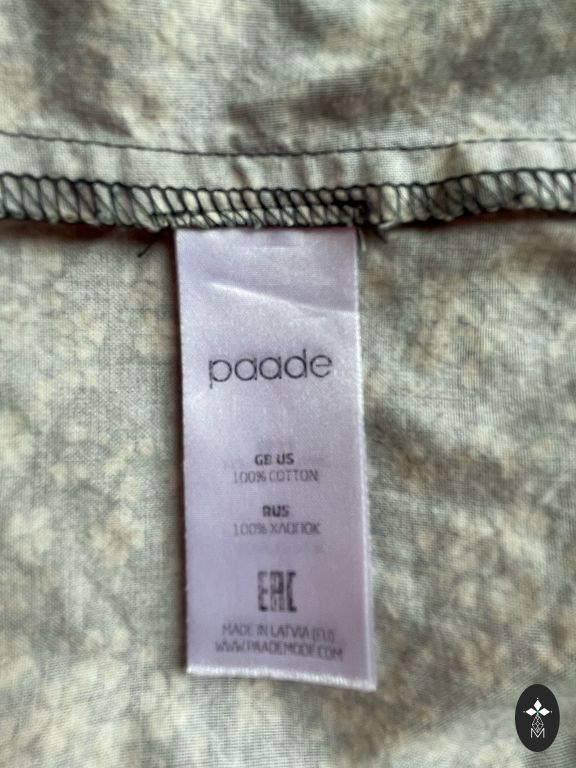 paade
GB US
100% COTTON
RUS
100% ХЛОПОК
EAC
MADE IN LATVIA (EU)
WWW.PAADEMODE.COM
M